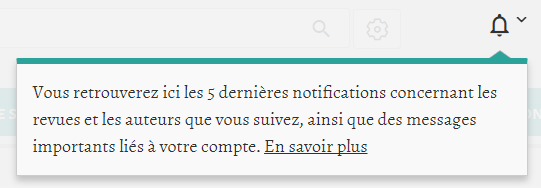 Vous retrouverez ici les 5 dernières notifications concernant les
revues et les auteurs que vous suivez, ainsi que des messages
importants liés à votre compte. En savoir plus